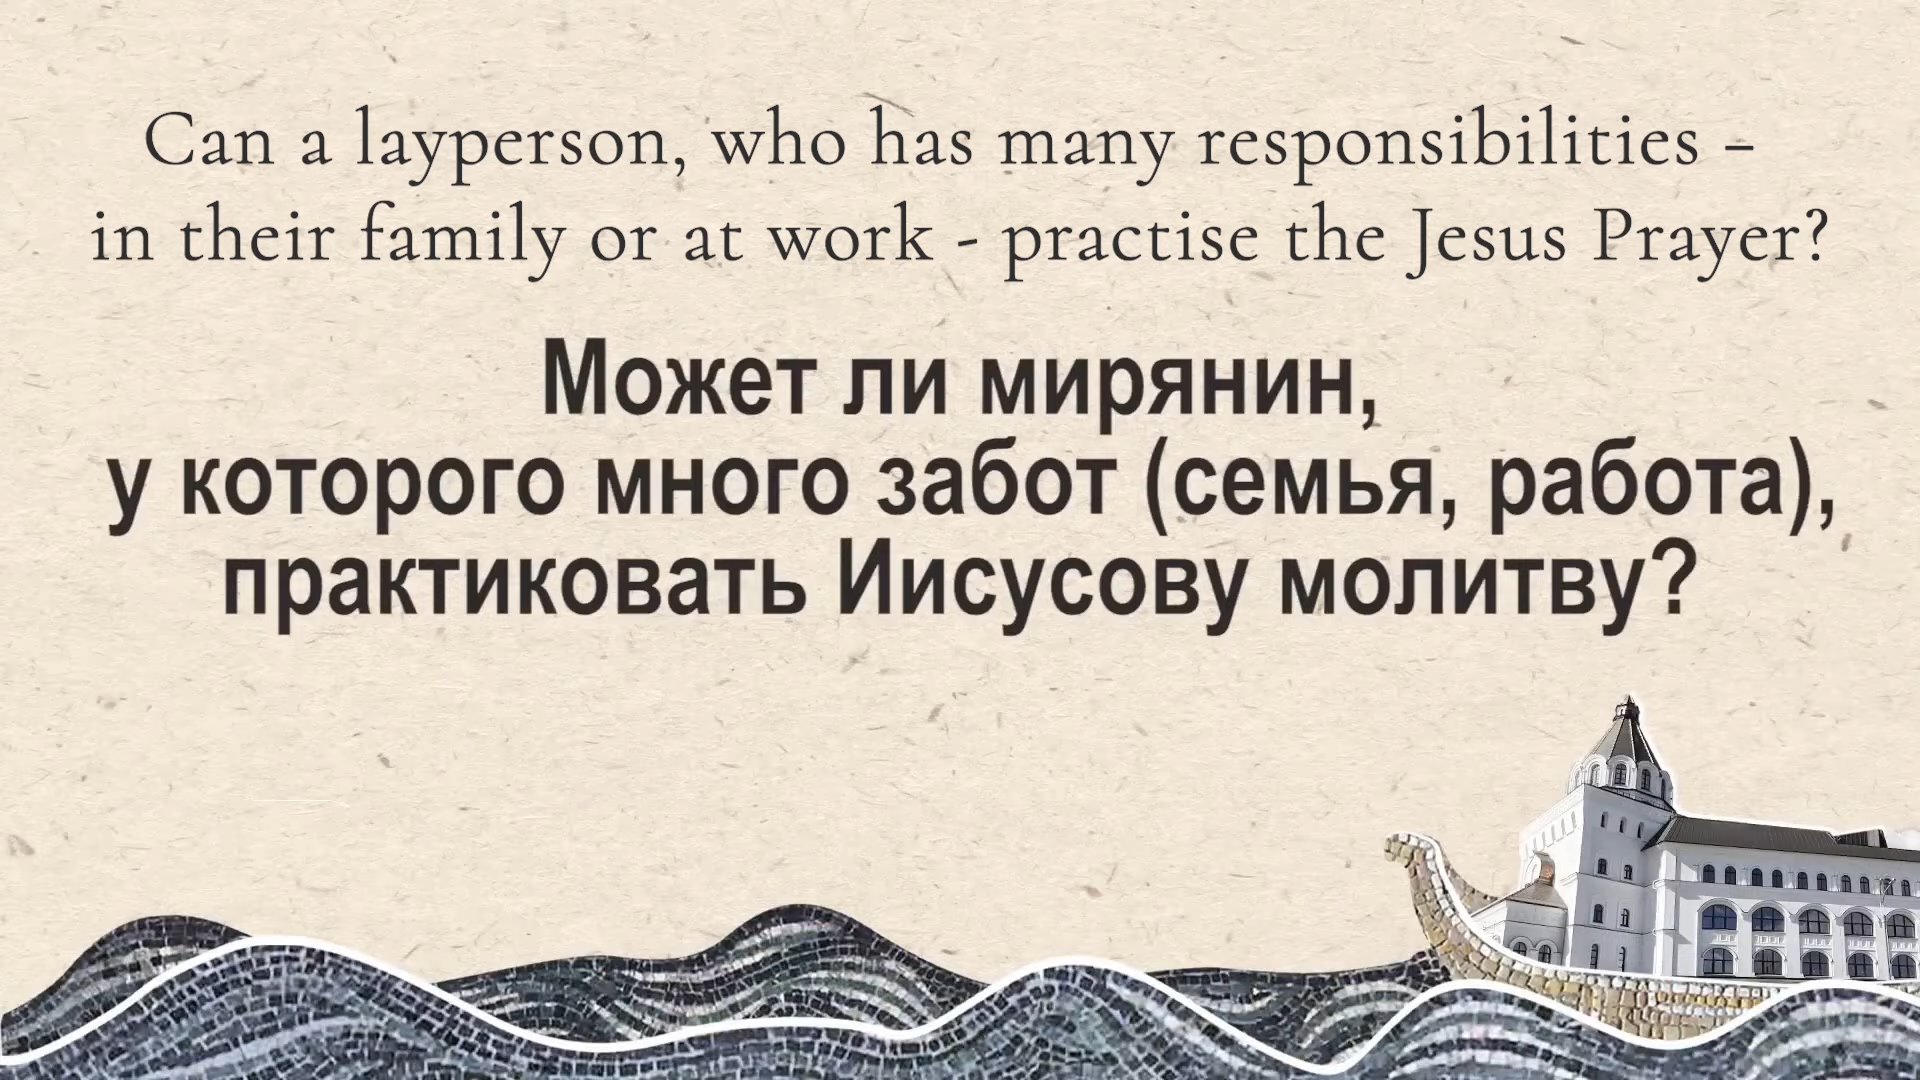 Can a layperson, who has many responsibilities –
in their family or at work - practise the Jesus Prayer?
Может ли мирянин,
у которого много забот (семья, работа),
практиковать Иисусову молитву?